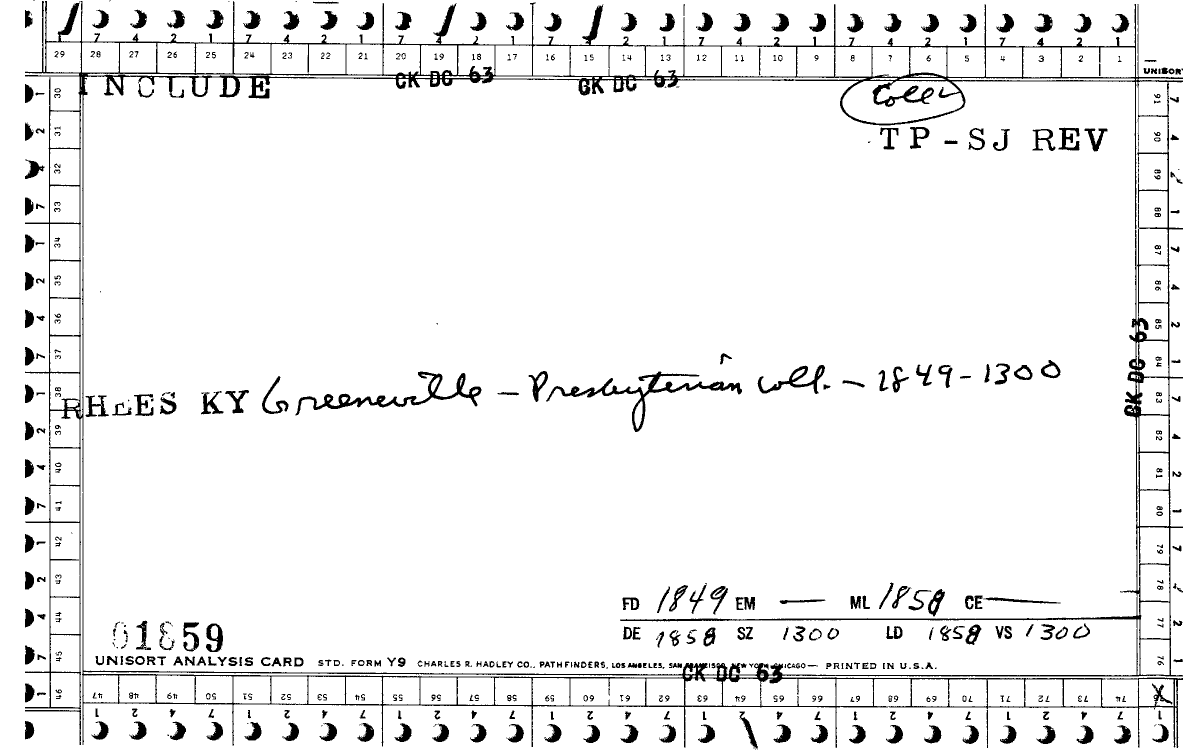 7 4 2 1 7 4 2 1 7 4 2 1 7 4 2 1 7 4 2 1 7 4 2 1 7 4 2 1
29 28 27 26 25 24 23 22 21 20 19 18 17 16 15 14 13 12 11 10 9 8 7 6 5 4 3 2 1
UNISORT
INCLUDE CK DC 63 CK DC 63 Coll
TP-SJ REV
30 31 32 33 34 35 36 37 38 39 40 41 42 43 44 45 46
91 90 89 88 87 86 85 84 83 82 81 80 79 78 77 76
CK DC 63
RHEES KY Greeneville – Presbyterian Coll. – 1849-1300
FD 1849 EM — ML 1858 CE —
DE 1858 SZ 1300 LD 1858 VS 1300
01859
UNISORT ANALYSIS CARD STD. FORM Y9 CHARLES R. HADLEY CO., PATHFINDERS, LOS ANGELES, SAN FRANCISCO, NEW YORK, CHICAGO — PRINTED IN U.S.A.
CK DC 63
47 48 49 50 51 52 53 54 55 56 57 58 59 60 61 62 63 64 65 66 67 68 69 70 71 72 73 74
1 2 4 7 1 2 4 7 1 2 4 7 1 2 4 7 1 2 4 7 1 2 4 7 1 2 4 7